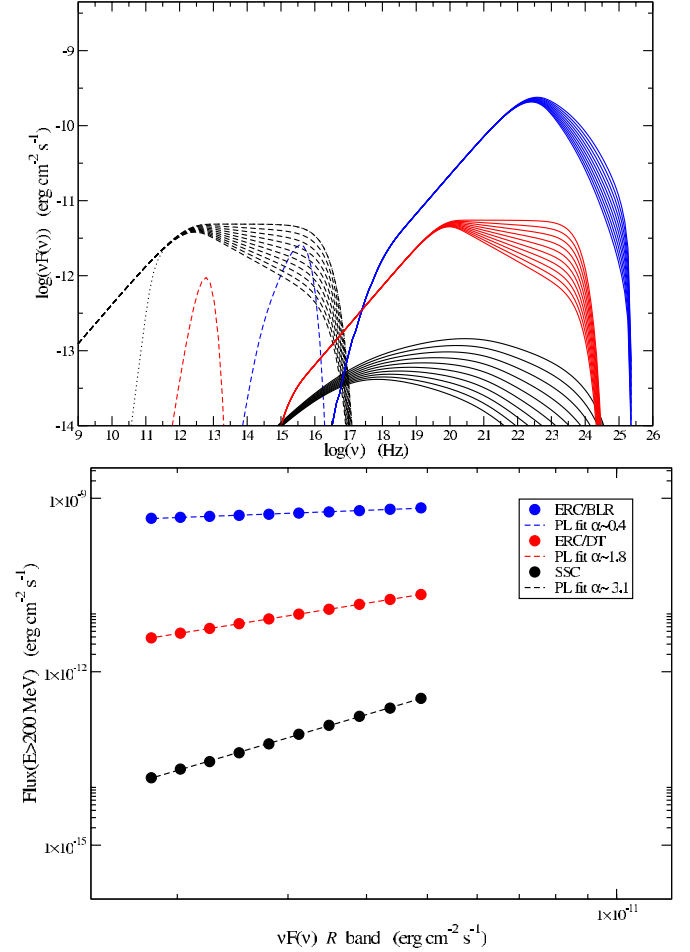 -9
-10
-11
-12
-13
-14
log(νF(ν)) (erg cm⁻² s⁻¹)
9 10 11 12 13 14 15 16 17 18 19 20 21 22 23 24 25 26
log(ν) (Hz)
1×10⁻⁹
1×10⁻¹²
1×10⁻¹⁵
Flux(E>200 MeV) (erg cm⁻² s⁻¹)
ERC/BLR
PL fit α~0.4
ERC/DT
PL fit α~1.8
SSC
PL fit α~ 3.1
1×10⁻¹¹
νF(ν) R band (erg cm⁻² s⁻¹)